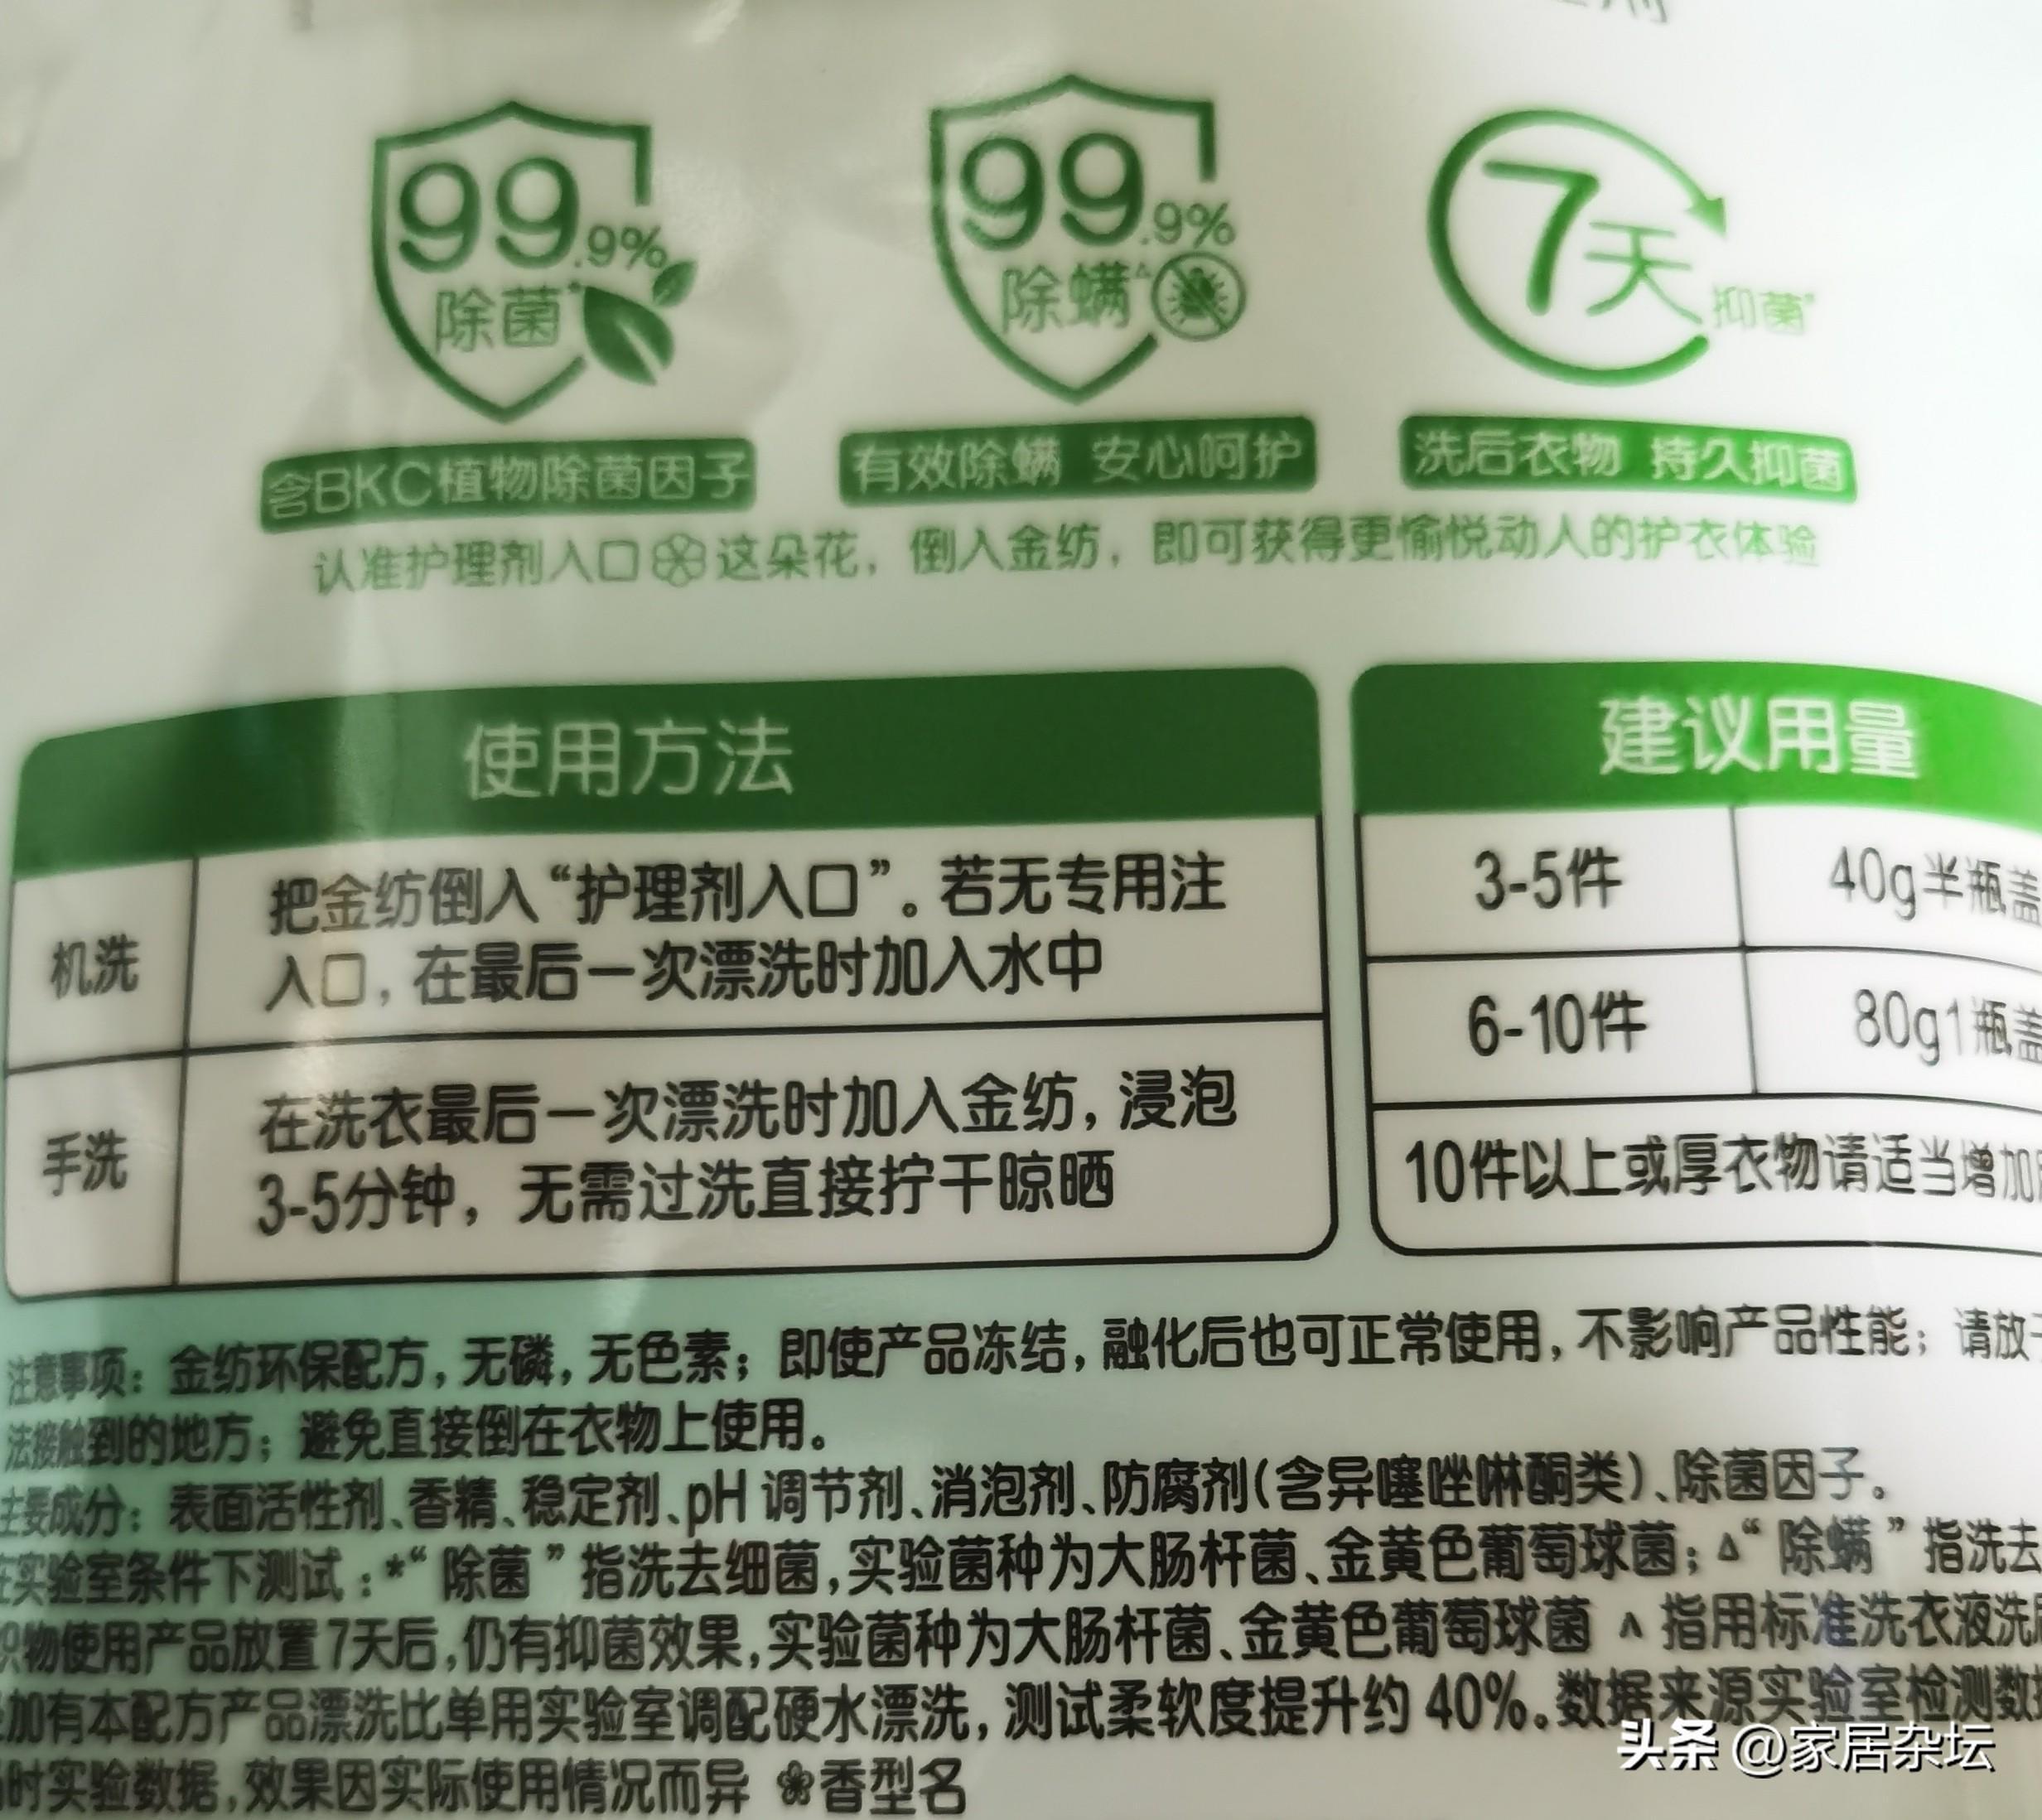 99.9%
除菌*
99.9%
除螨△
7天
抑菌*
含BKC植物除菌因子
有效除螨 安心呵护
洗后衣物 持久抑菌
认准护理剂入口 这朵花，倒入金纺，即可获得更愉悦动人的护衣体验
使用方法
机洗
把金纺倒入“护理剂入口”。若无专用注
入口，在最后一次漂洗时加入水中
手洗
在洗衣最后一次漂洗时加入金纺，浸泡
3-5分钟，无需过洗直接拧干晾晒
建议用量
3-5件
40g半瓶盖
6-10件
80g1瓶盖
10件以上或厚衣物请适当增加
注意事项：金纺环保配方，无磷，无色素；即使产品冻结，融化后也可正常使用，不影响产品性能；请放
法接触到的地方；避免直接倒在衣物上使用。
主要成分：表面活性剂、香精、稳定剂、pH 调节剂、消泡剂、防腐剂(含异噻唑啉酮类)、除菌因子。
在实验室条件下测试：*“除菌”指洗去细菌，实验菌种为大肠杆菌、金黄色葡萄球菌；△“除螨”指洗去
织物使用产品放置7天后，仍有抑菌效果，实验菌种为大肠杆菌、金黄色葡萄球菌 ^ 指用标准洗衣液洗
加有本配方产品漂洗比单用实验室调配硬水漂洗，测试柔软度提升约 40%。数据来源实验室检测数
时实验数据，效果因实际使用情况而异 ❀香型名
头条 @家居杂坛